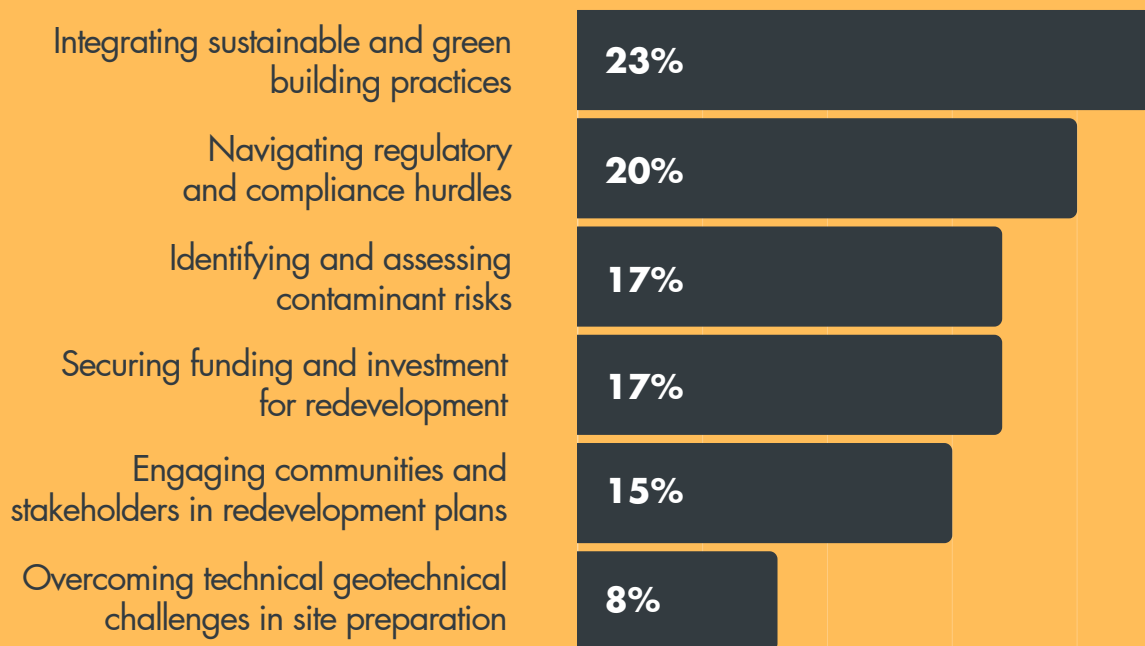 Integrating sustainable and green
building practices
23%
Navigating regulatory
and compliance hurdles
20%
Identifying and assessing
contaminant risks
17%
Securing funding and investment
for redevelopment
17%
Engaging communities and
stakeholders in redevelopment plans
15%
Overcoming technical geotechnical
challenges in site preparation
8%